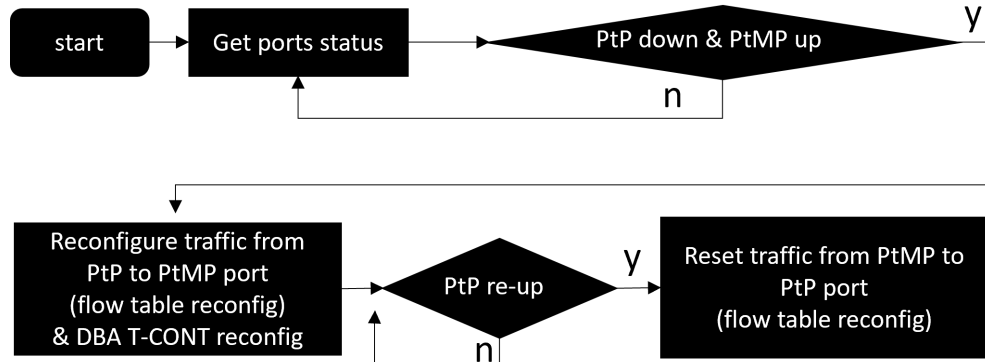 start
Get ports status
PtP down & PtMP up
y
n
Reconfigure traffic from
PtP to PtMP port
(flow table reconfig)
& DBA T-CONT reconfig
PtP re-up
y
n
Reset traffic from PtMP to
PtP port
(flow table reconfig)